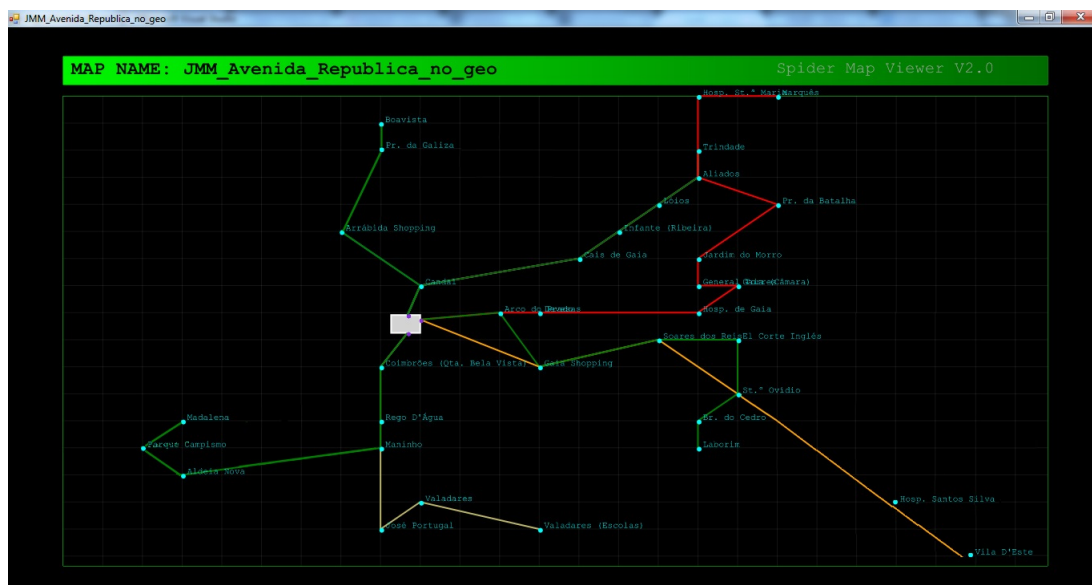 JMM_Avenida_Republica_no_geo
MAP NAME: JMM_Avenida_Republica_no_geo
Spider Map Viewer V2.0
Hosp. St.ª Maria
Marquês
Boavista
Pr. da Galiza
Trindade
Aliados
Lóios
Pr. da Batalha
Arrábida Shopping
Infante (Ribeira)
Cais de Gaia
Jardim do Morro
Candal
General Torres
Gaia (Câmara)
Arco do Prado
Hosp. de Gaia
Soares dos Reis
El Corte Inglés
Coimbrões (Qta. Bela Vista)
Gaia Shopping
St.º Ovídio
Madalena
Rego D'Água
Br. do Cedro
Parque Campismo
Maninho
Laborim
Aldeia Nova
Valadares
Hosp. Santos Silva
José Portugal
Valadares (Escolas)
Vila D'Este